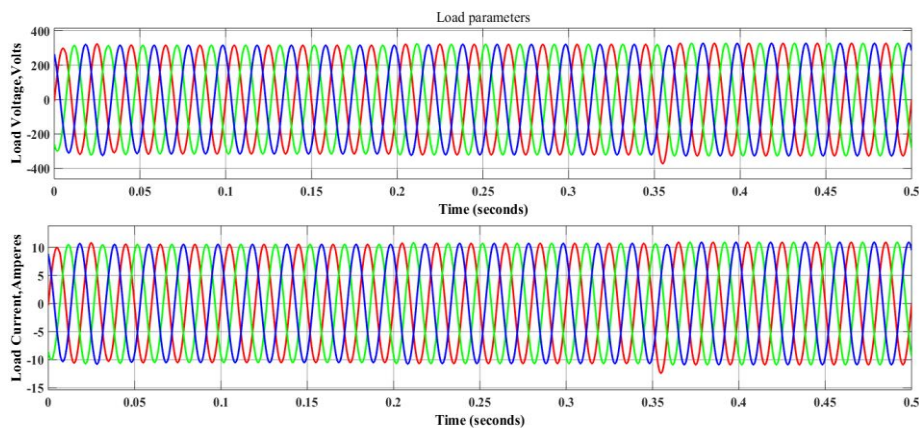 Load parameters
Load Voltage,Volts
400
200
0
-200
-400
0 0.05 0.1 0.15 0.2 0.25 0.3 0.35 0.4 0.45 0.5
Time (seconds)
Load Current,Amperes
10
5
0
-5
-10
-15
0 0.05 0.1 0.15 0.2 0.25 0.3 0.35 0.4 0.45 0.5
Time (seconds)